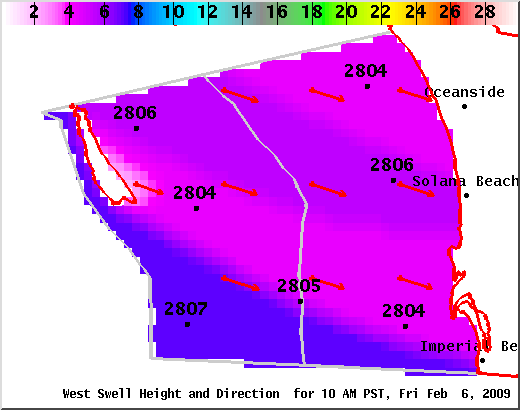 2 4 6 8 10 12 14 16 18 20 22 24 26 28
2804
Oceanside
2806
2806
Solana Beach
2804
2805
2807
2804
Imperial Be
West Swell Height and Direction for 10 AM PST, Fri Feb 6, 2009